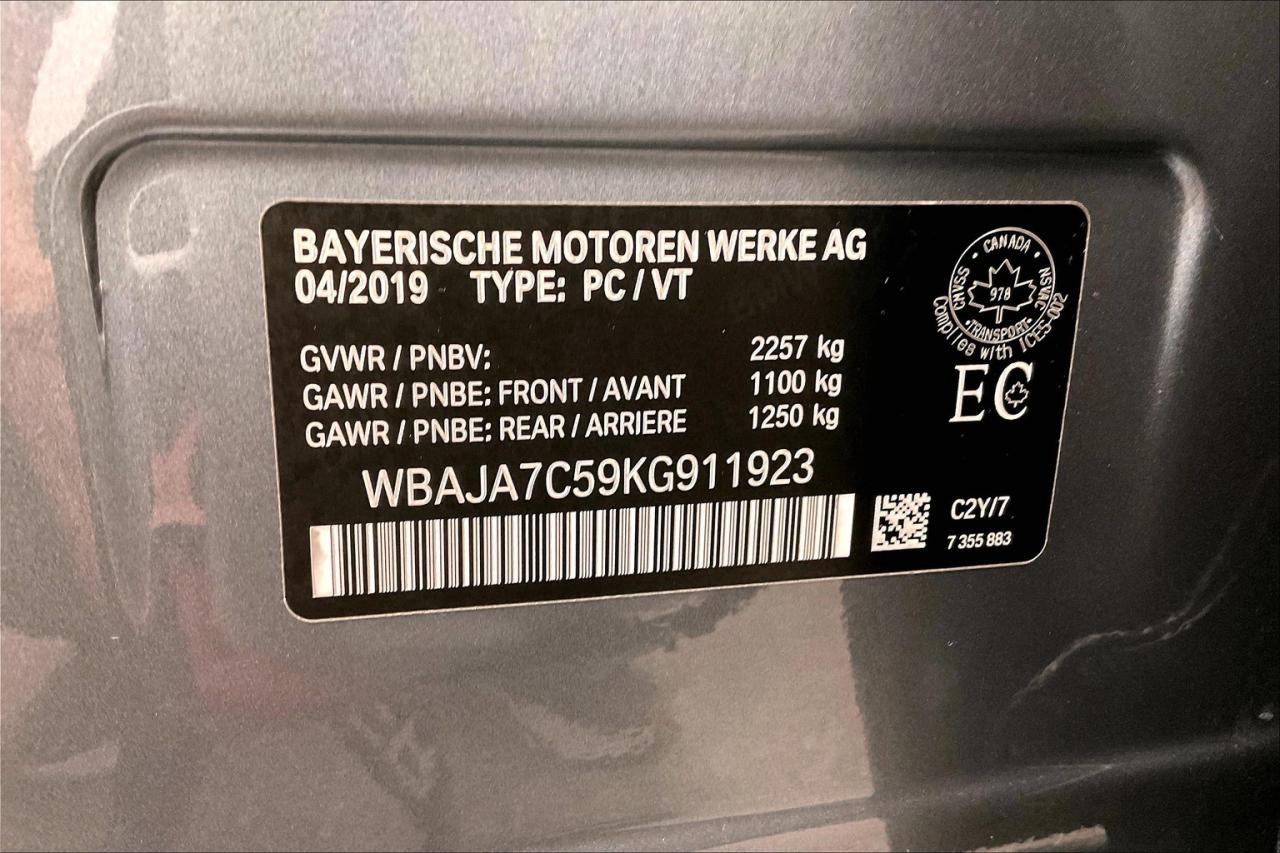 BAYERISCHE MOTOREN WERKE AG
04/2019 TYPE: PC / VT
GVWR / PNBV: 2257 kg
GAWR / PNBE: FRONT / AVANT 1100 kg
GAWR / PNBE: REAR / ARRIERE 1250 kg
WBAJA7C59KG911923
CANADA
CMVSS
978
NSVAC
TRANSPORT
Complies with ICES-002
EC
C2Y/7
7 355 883